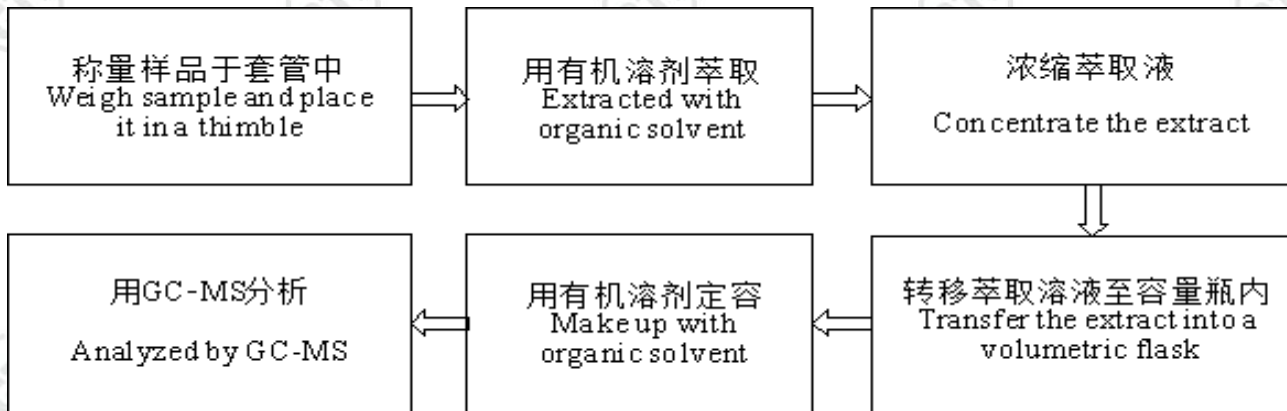 称量样品于套管中
Weigh sample and place
it in a thimble
用有机溶剂萃取
Extracted with
organic solvent
浓缩萃取液
Concentrate the extract
转移萃取溶液至容量瓶内
Transfer the extract into a
volumetric flask
用有机溶剂定容
Make up with
organic solvent
用GC-MS分析
Analyzed by GC-MS